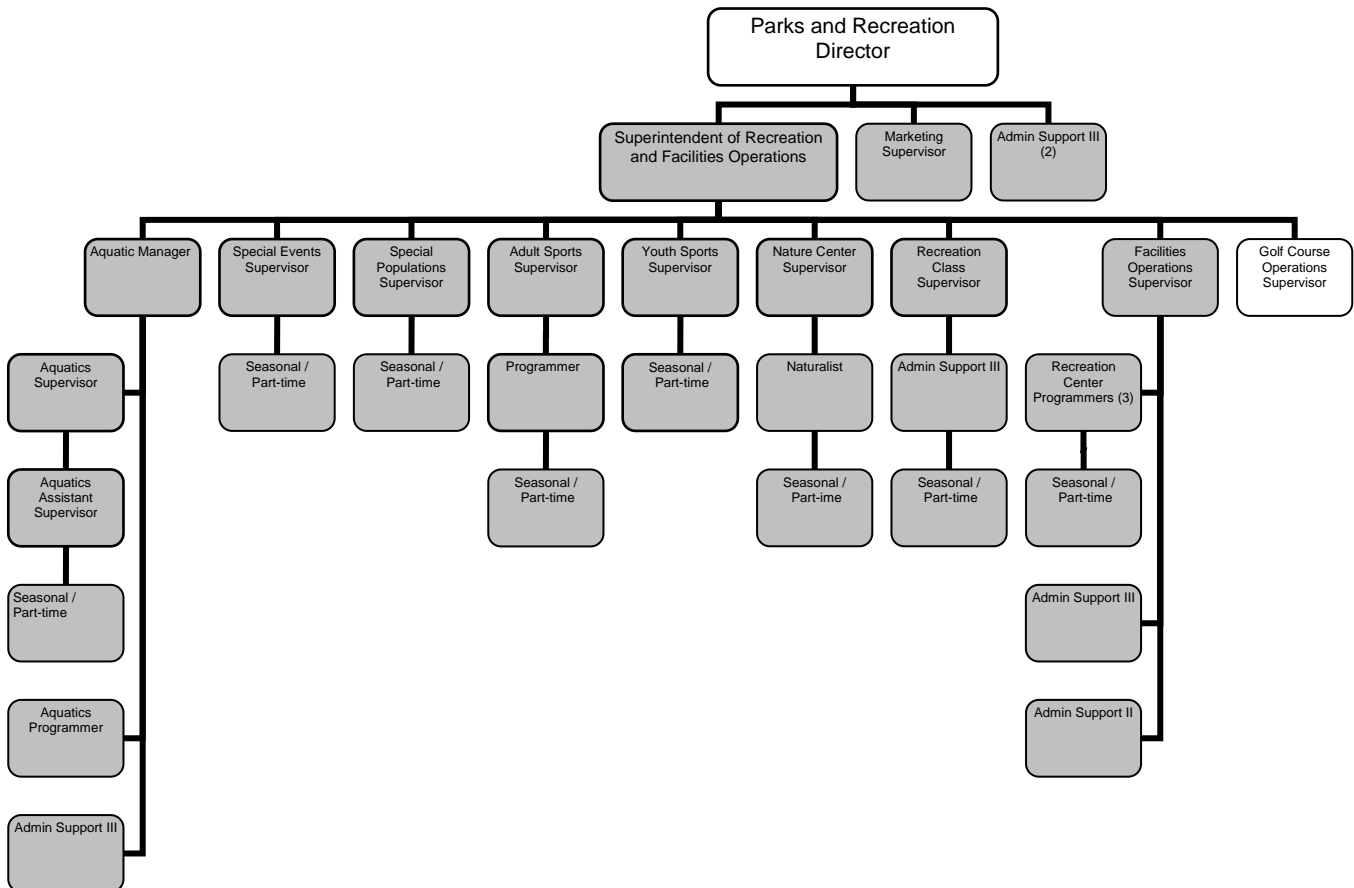 Parks and Recreation
Director
Superintendent of Recreation
and Facilities Operations
Marketing
Supervisor
Admin Support III
(2)
Aquatic Manager
Special Events
Supervisor
Special
Populations
Supervisor
Adult Sports
Supervisor
Youth Sports
Supervisor
Nature Center
Supervisor
Recreation
Class
Supervisor
Facilities
Operations
Supervisor
Golf Course
Operations
Supervisor
Aquatics
Supervisor
Seasonal /
Part-time
Seasonal /
Part-time
Programmer
Seasonal /
Part-time
Naturalist
Admin Support III
Recreation
Center
Programmers (3)
Aquatics
Assistant
Supervisor
Seasonal /
Part-time
Seasonal /
Part-ime
Seasonal /
Part-time
Seasonal /
Part-time
Seasonal /
Part-time
Admin Support III
Aquatics
Programmer
Admin Support II
Admin Support III